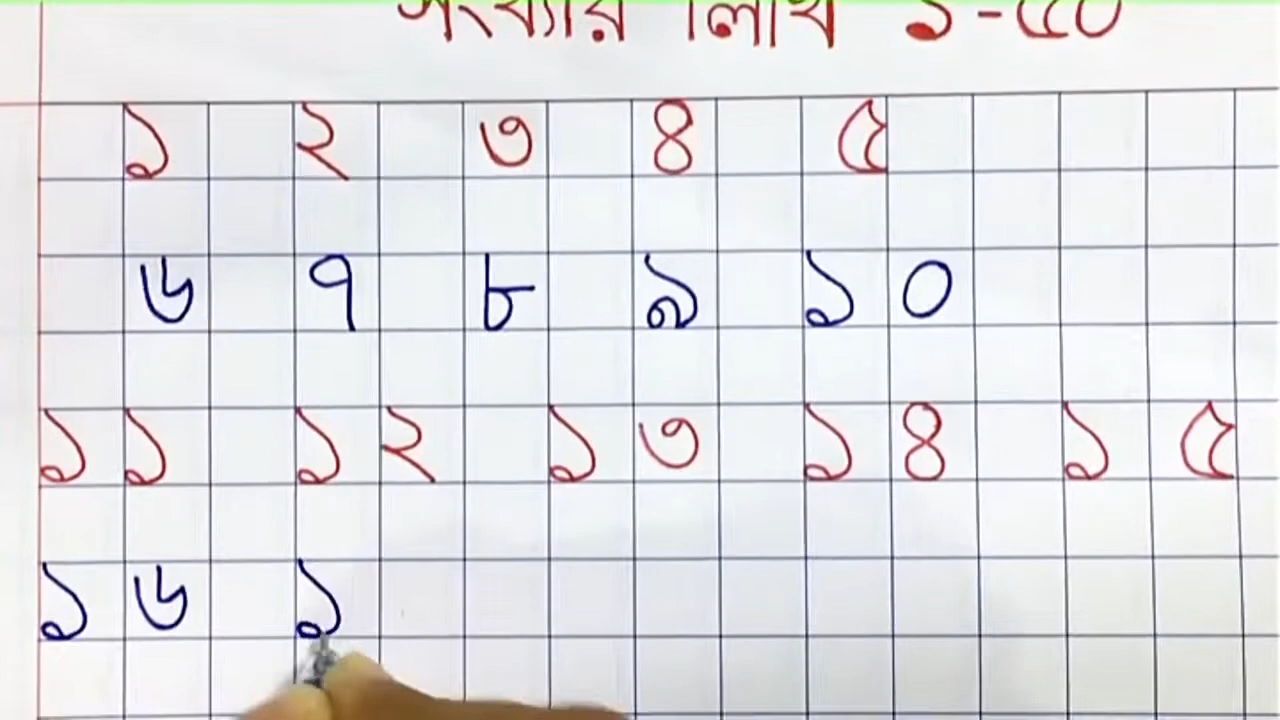 সংখ্যায় লিখি ১-৫০
১ ২ ৩ ৪ ৫
৬ ৭ ৮ ৯ ১০
১১ ১২ ১৩ ১৪ ১৫
১৬ ১